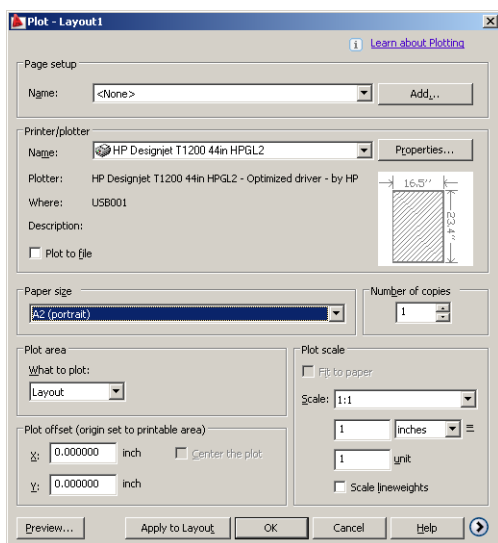 Plot - Layout1
Learn about Plotting
Page setup
Name: <None> Add...
Printer/plotter
Name: HP Designjet T1200 44in HPGL2 Properties...
Plotter: HP Designjet T1200 44in HPGL2 - Optimized driver - by HP
Where: USB001
Description:
Plot to file
16.5''
23.4''
Paper size
A2 (portrait)
Number of copies
1
Plot area
What to plot:
Layout
Plot offset (origin set to printable area)
X: 0.000000 inch Center the plot
Y: 0.000000 inch
Plot scale
Fit to paper
Scale: 1:1
1 inches =
1 unit
Scale lineweights
Preview... Apply to Layout OK Cancel Help